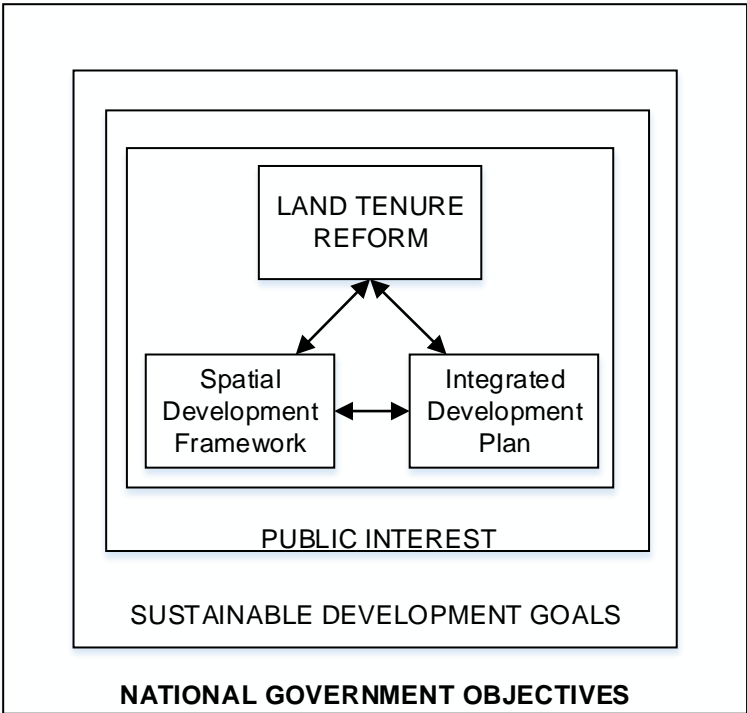 LAND TENURE
REFORM
Spatial
Development
Framework
Integrated
Development
Plan
PUBLIC INTEREST
SUSTAINABLE DEVELOPMENT GOALS
NATIONAL GOVERNMENT OBJECTIVES